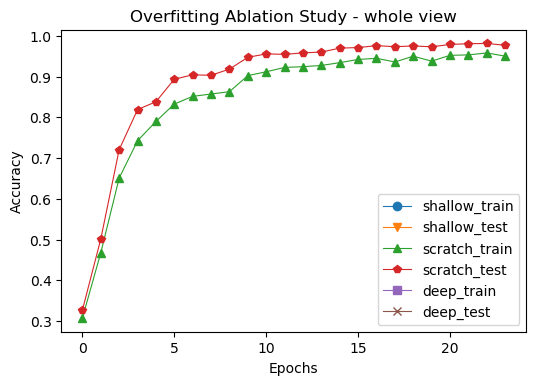 Overfitting Ablation Study - whole view
Accuracy
1.0
0.9
0.8
0.7
0.6
0.5
0.4
0.3
shallow_train
shallow_test
scratch_train
scratch_test
deep_train
deep_test
0
5
10
15
20
Epochs